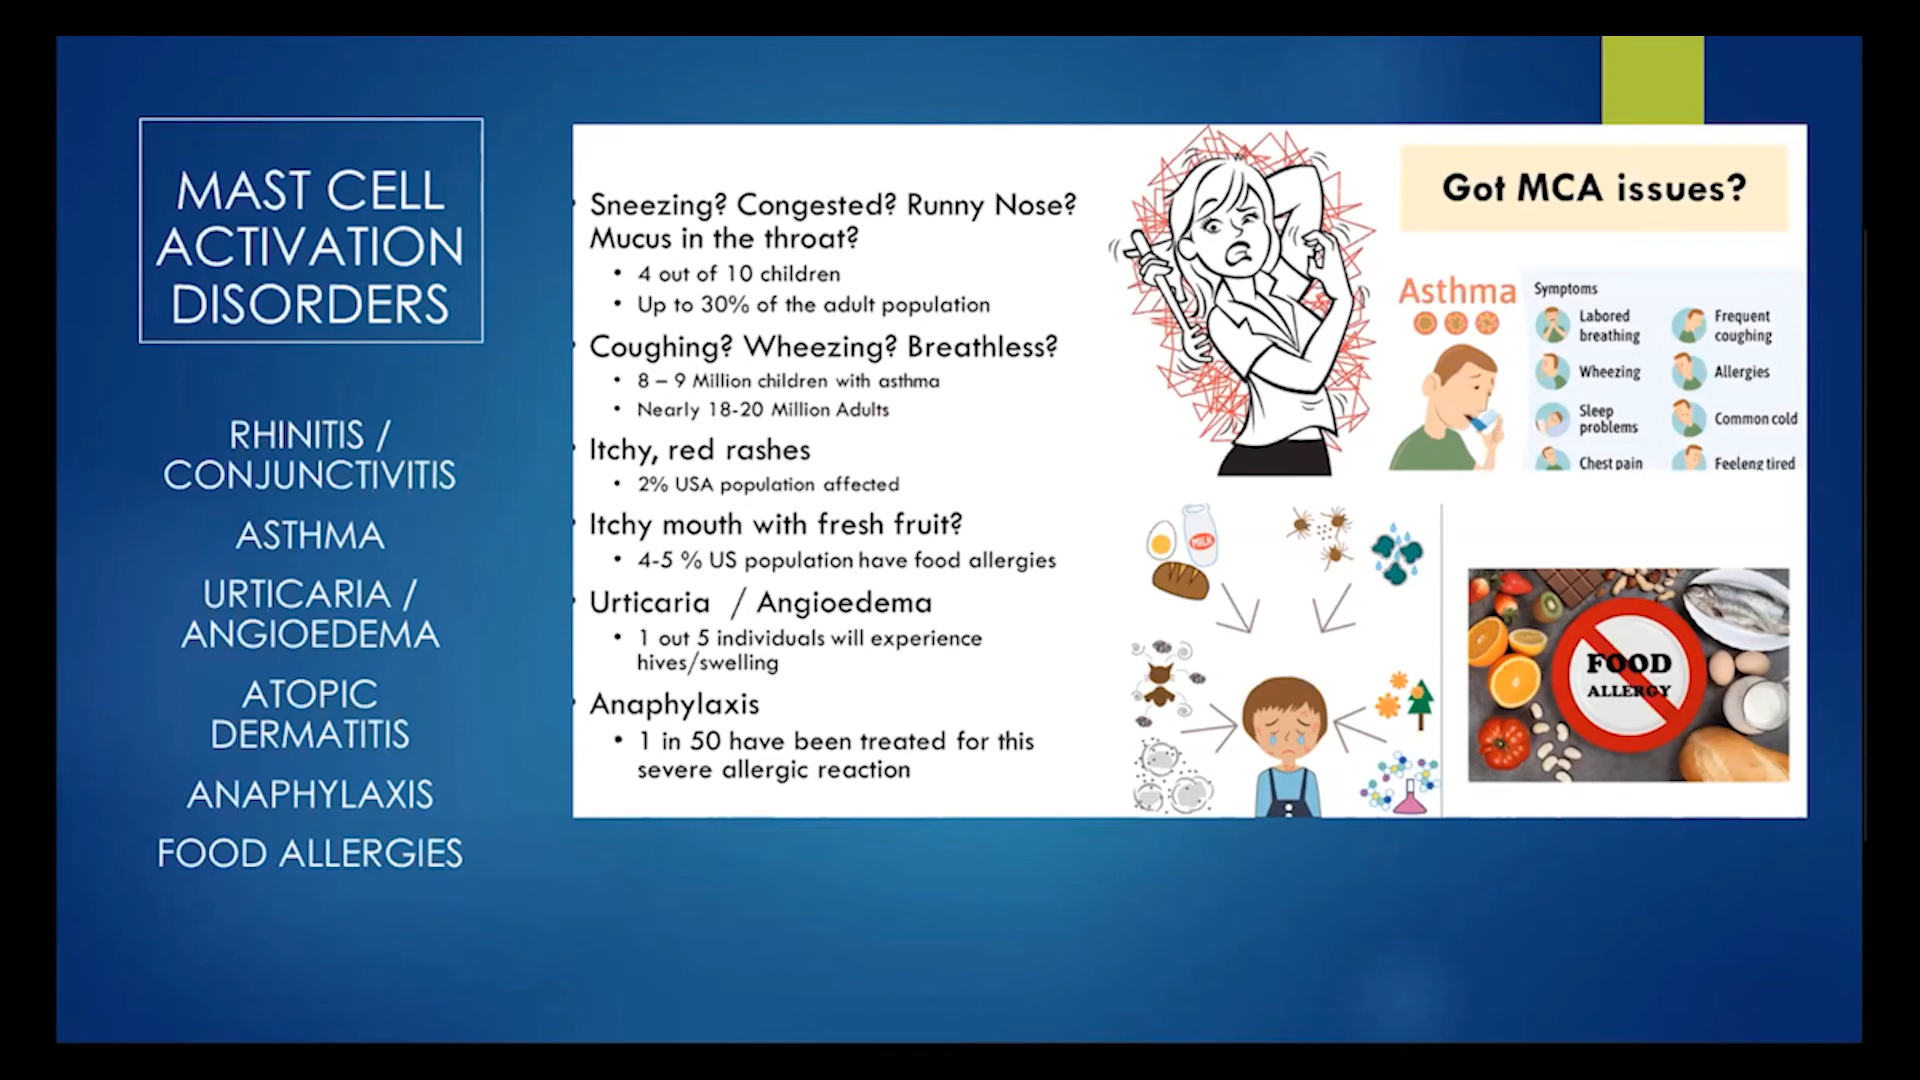 MAST CELL
ACTIVATION
DISORDERS
RHINITIS /
CONJUNCTIVITIS
ASTHMA
URTICARIA /
ANGIOEDEMA
ATOPIC
DERMATITIS
ANAPHYLAXIS
FOOD ALLERGIES
• Sneezing? Congested? Runny Nose?
Mucus in the throat?
• 4 out of 10 children
• Up to 30% of the adult population
• Coughing? Wheezing? Breathless?
• 8 – 9 Million children with asthma
• Nearly 18-20 Million Adults
• Itchy, red rashes
• 2% USA population affected
• Itchy mouth with fresh fruit?
• 4-5 % US population have food allergies
• Urticaria / Angioedema
• 1 out 5 individuals will experience
hives/swelling
• Anaphylaxis
• 1 in 50 have been treated for this
severe allergic reaction
Got MCA issues?
Asthma
Symptoms
Labored
breathing
Frequent
coughing
Wheezing
Allergies
Sleep
problems
Common cold
Chest pain
Feeleng tired
MILK
FOOD
ALLERGY